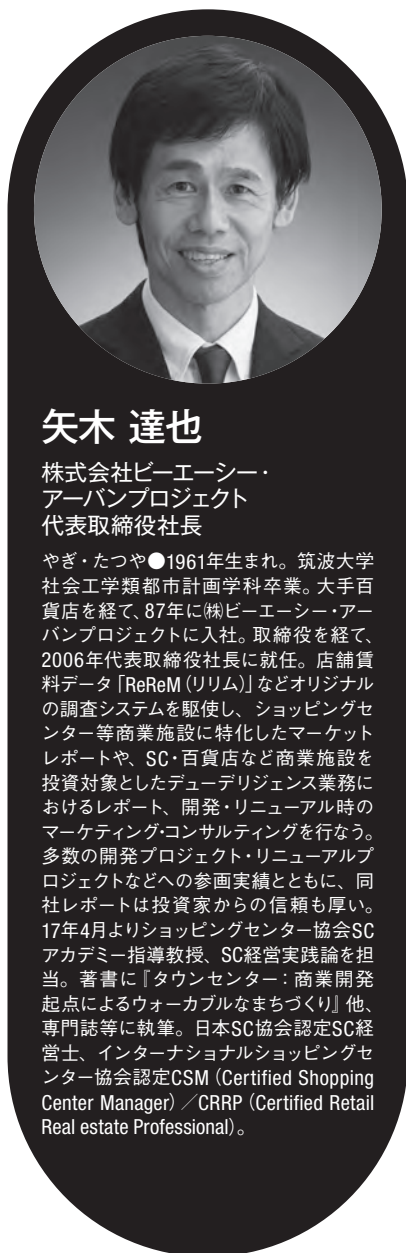 矢木 達也
株式会社ビーエーシー・
アーバンプロジェクト
代表取締役社長
やぎ・たつや●1961年生まれ。筑波大学
社会工学類都市計画学科卒業。大手百
貨店を経て、87年に㈱ビーエーシー・アー
バンプロジェクトに入社。取締役を経て、
2006年代表取締役社長に就任。店舗賃
料データ「ReReM（リリム）」などオリジナル
の調査システムを駆使し、ショッピングセ
ンター等商業施設に特化したマーケット
レポートや、SC・百貨店など商業施設を
投資対象としたデューデリジェンス業務に
おけるレポート、開発・リニューアル時の
マーケティング・コンサルティングを行なう。
多数の開発プロジェクト・リニューアルプ
ロジェクトなどへの参画実績とともに、同
社レポートは投資家からの信頼も厚い。
17年4月よりショッピングセンター協会SC
アカデミー指導教授、SC経営実践論を担
当。著書に『タウンセンター：商業開発
起点によるウォーカブルなまちづくり』他、
専門誌等に執筆。日本SC協会認定SC経
営士、インターナショナルショッピングセ
ンター協会認定CSM（Certified Shopping
Center Manager）／CRRP（Certified Retail
Real estate Professional）。